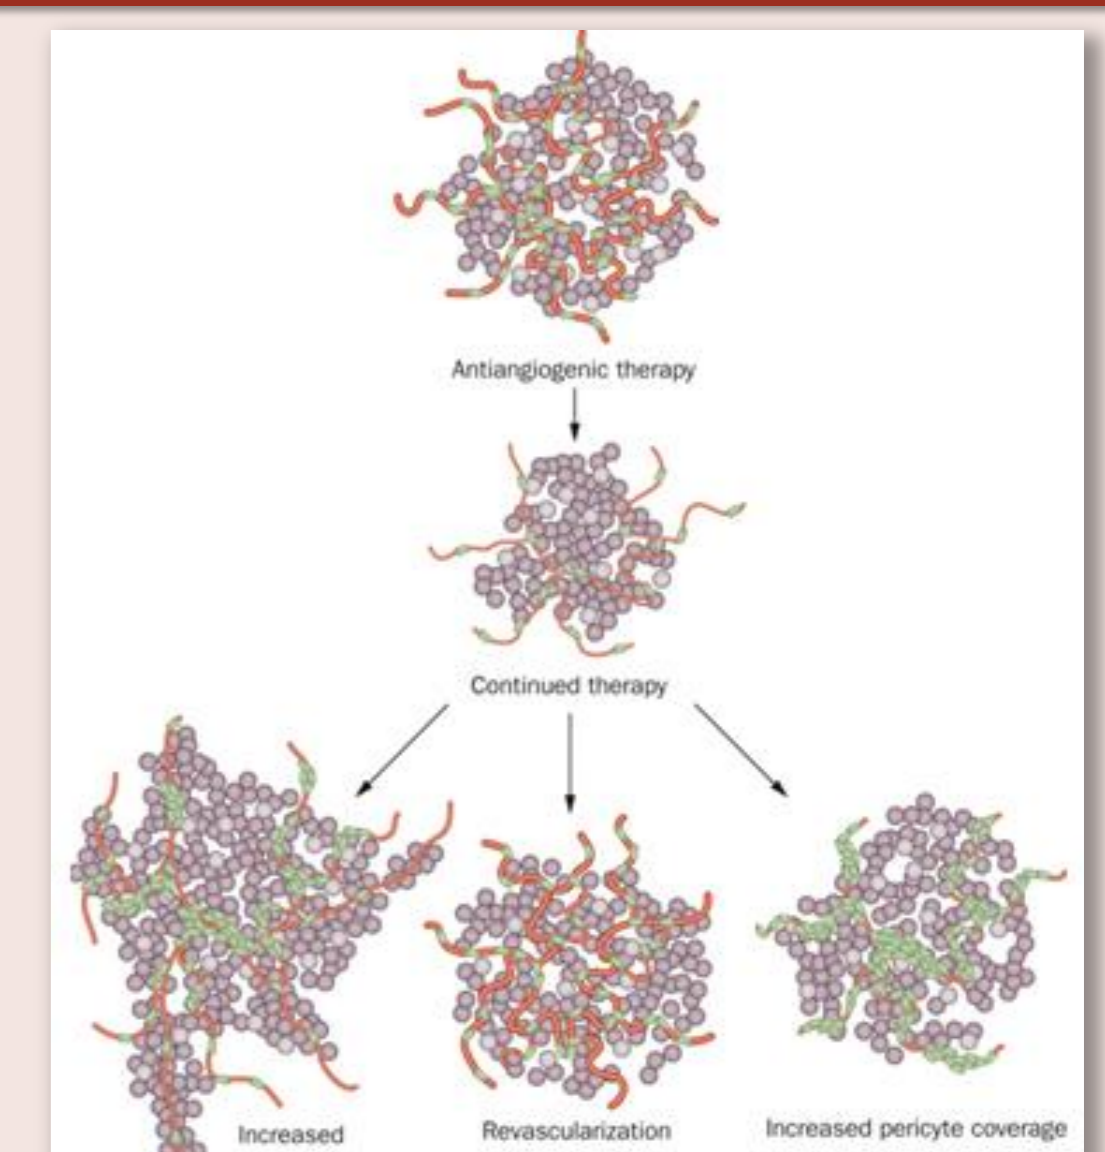 Antiangiogenic therapy
Continued therapy
Increased
Revascularization
Increased pericyte coverage